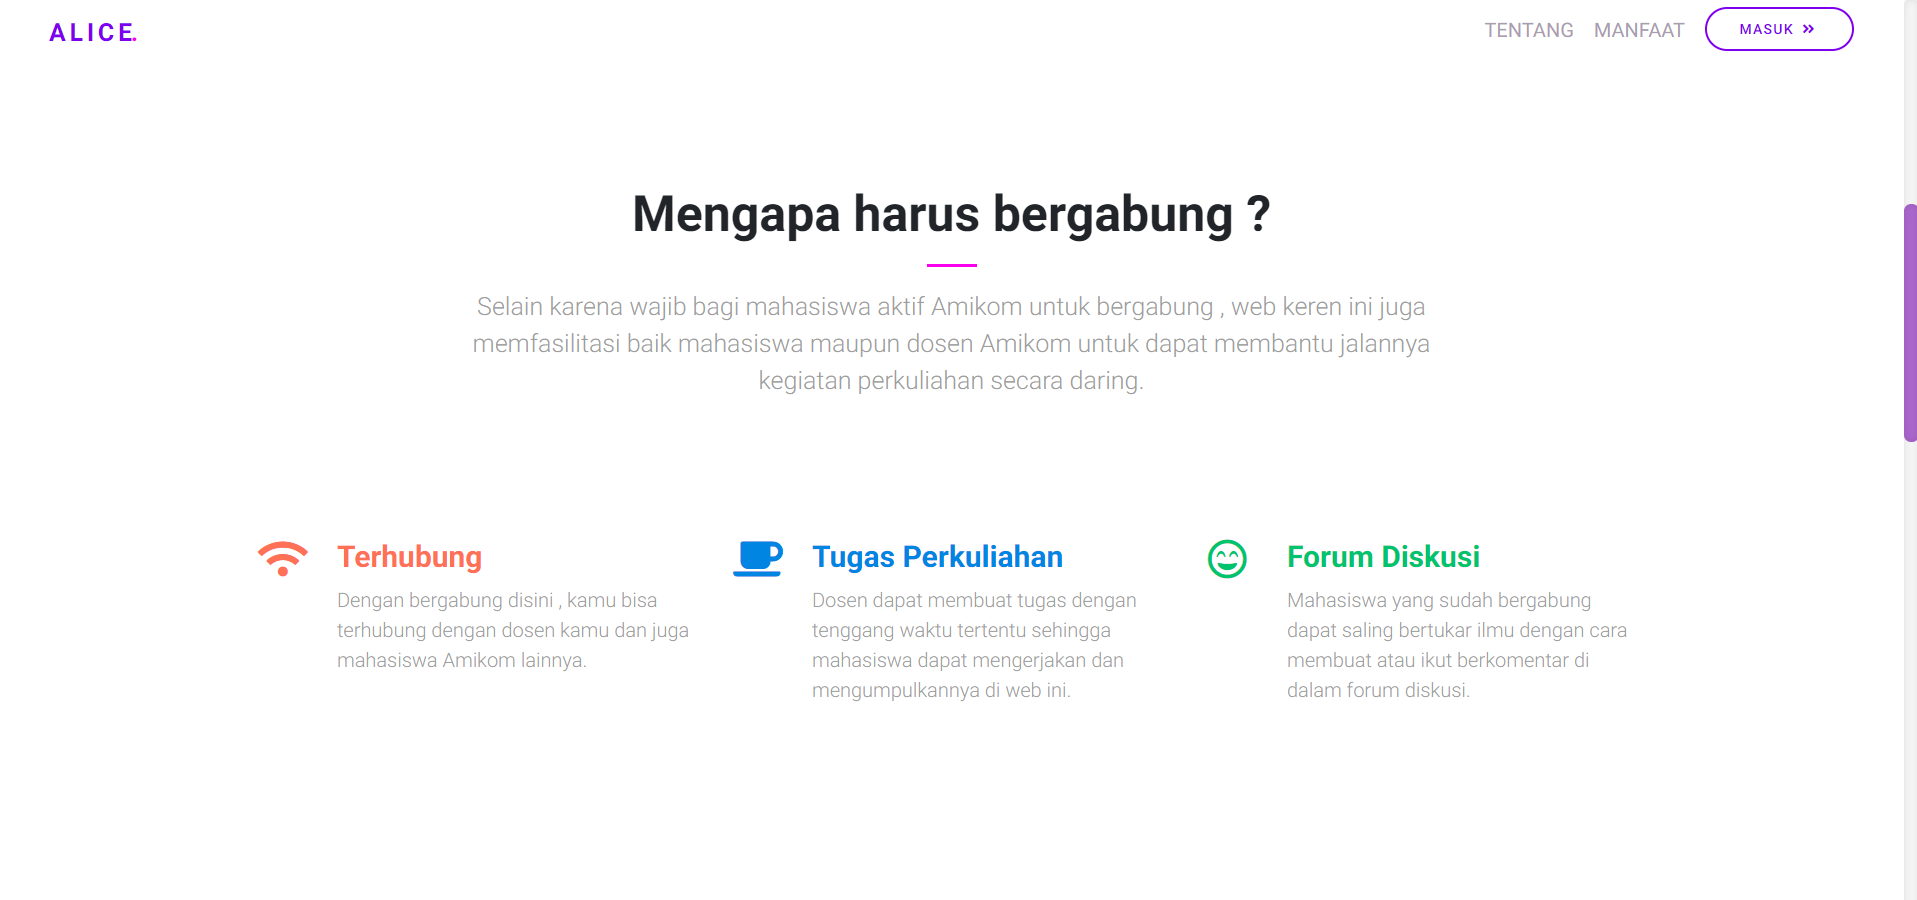 ALICE.
TENTANG
MANFAAT
MASUK »
Mengapa harus bergabung ?
Selain karena wajib bagi mahasiswa aktif Amikom untuk bergabung , web keren ini juga
memfasilitasi baik mahasiswa maupun dosen Amikom untuk dapat membantu jalannya
kegiatan perkuliahan secara daring.
Terhubung
Dengan bergabung disini , kamu bisa
terhubung dengan dosen kamu dan juga
mahasiswa Amikom lainnya.
Tugas Perkuliahan
Dosen dapat membuat tugas dengan
tenggang waktu tertentu sehingga
mahasiswa dapat mengerjakan dan
mengumpulkannya di web ini.
Forum Diskusi
Mahasiswa yang sudah bergabung
dapat saling bertukar ilmu dengan cara
membuat atau ikut berkomentar di
dalam forum diskusi.